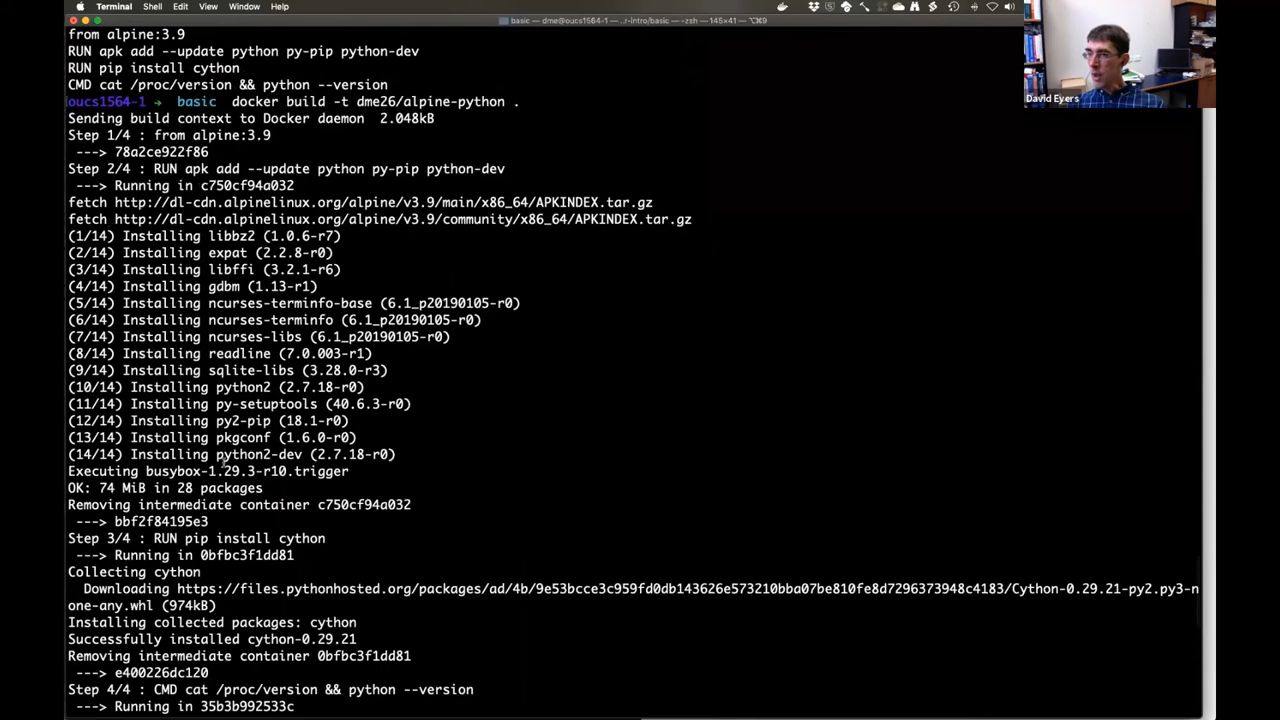 Terminal Shell Edit View Window Help
basic — dme@oucs1564-1 — ..r-intro/basic — -zsh — 145×41 — ⌥⌘9
from alpine:3.9
RUN apk add --update python py-pip python-dev
RUN pip install cython
CMD cat /proc/version && python --version
oucs1564-1 → basic docker build -t dme26/alpine-python .
Sending build context to Docker daemon 2.048kB
Step 1/4 : from alpine:3.9
---> 78a2ce922f86
Step 2/4 : RUN apk add --update python py-pip python-dev
---> Running in c750cf94a032
fetch http://dl-cdn.alpinelinux.org/alpine/v3.9/main/x86_64/APKINDEX.tar.gz
fetch http://dl-cdn.alpinelinux.org/alpine/v3.9/community/x86_64/APKINDEX.tar.gz
(1/14) Installing libbz2 (1.0.6-r7)
(2/14) Installing expat (2.2.8-r0)
(3/14) Installing libffi (3.2.1-r6)
(4/14) Installing gdbm (1.13-r1)
(5/14) Installing ncurses-terminfo-base (6.1_p20190105-r0)
(6/14) Installing ncurses-terminfo (6.1_p20190105-r0)
(7/14) Installing ncurses-libs (6.1_p20190105-r0)
(8/14) Installing readline (7.0.003-r1)
(9/14) Installing sqlite-libs (3.28.0-r3)
(10/14) Installing python2 (2.7.18-r0)
(11/14) Installing py-setuptools (40.6.3-r0)
(12/14) Installing py2-pip (18.1-r0)
(13/14) Installing pkgconf (1.6.0-r0)
(14/14) Installing python2-dev (2.7.18-r0)
Executing busybox-1.29.3-r10.trigger
OK: 74 MiB in 28 packages
Removing intermediate container c750cf94a032
---> bbf2f84195e3
Step 3/4 : RUN pip install cython
---> Running in 0bfbc3f1dd81
Collecting cython
Downloading https://files.pythonhosted.org/packages/ad/4b/9e53bcce3c959fd0db143626e573210bba07be810fe8d7296373948c4183/Cython-0.29.21-py2.py3-n
one-any.whl (974kB)
Installing collected packages: cython
Successfully installed cython-0.29.21
Removing intermediate container 0bfbc3f1dd81
---> e400226dc120
Step 4/4 : CMD cat /proc/version && python --version
---> Running in 35b3b992533c
David Eyers